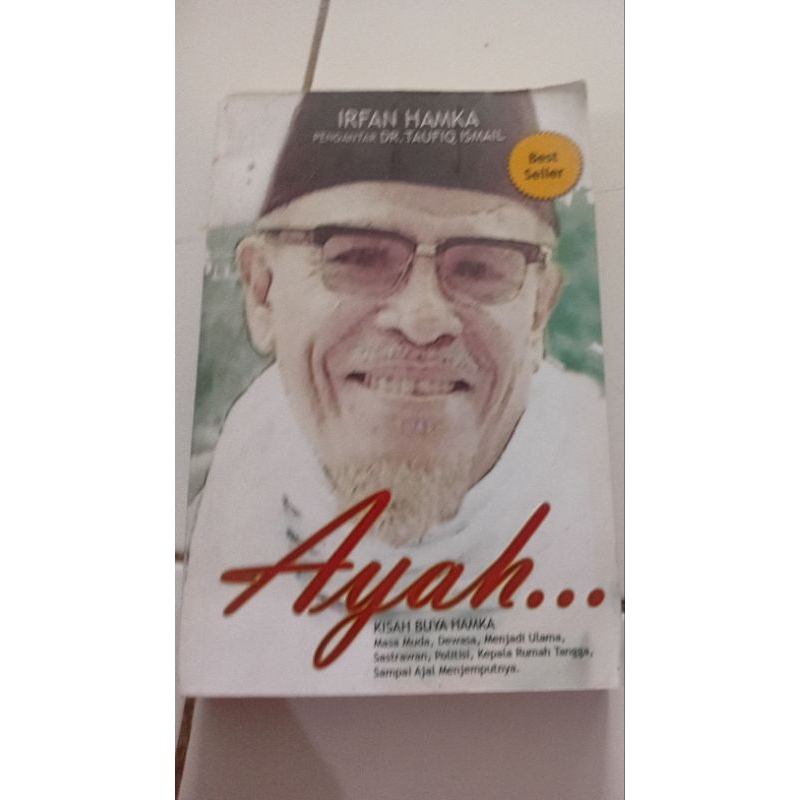 IRFAN HAMKA
PENGANTAR DR. TAUFIQ ISMAIL
Best
Seller
Ayah...
KISAH BUYA HAMKA
Masa Muda, Dewasa, Menjadi Ulama,
Sastrawan, Politisi, Kepala Rumah Tangga,
Sampai Ajal Menjemputnya.